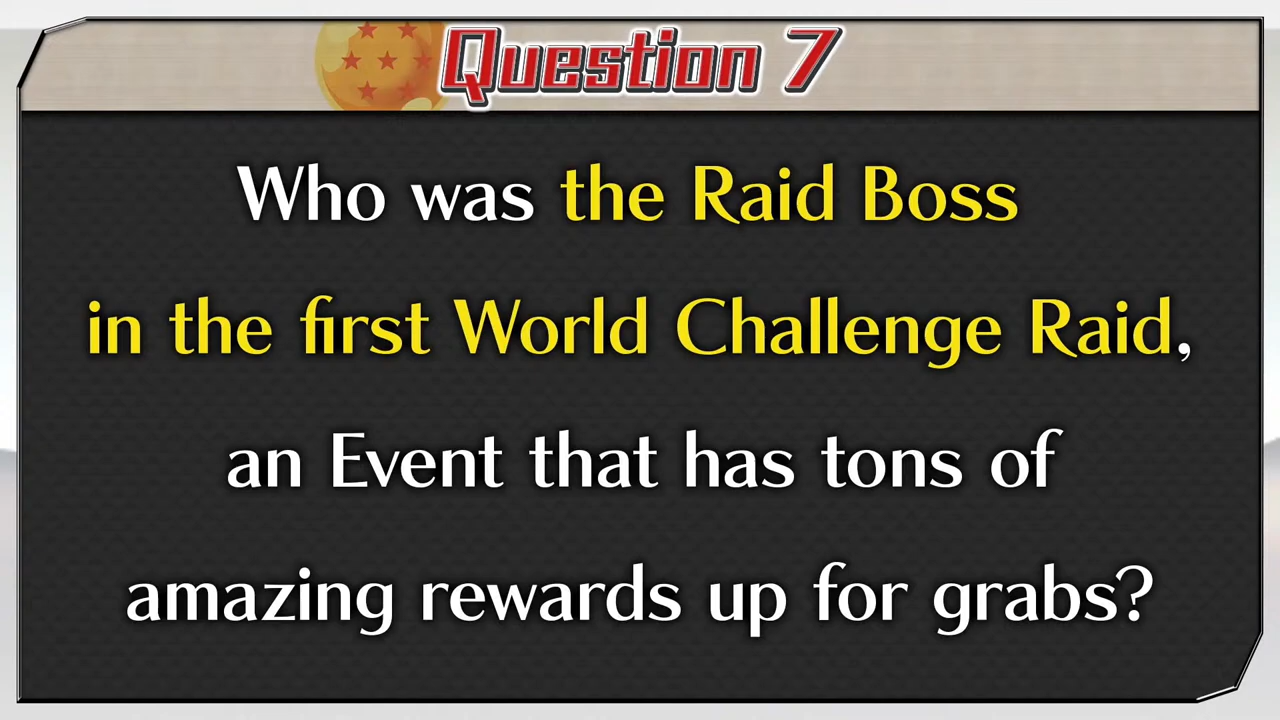 Question 7
Who was the Raid Boss
in the first World Challenge Raid,
an Event that has tons of
amazing rewards up for grabs?